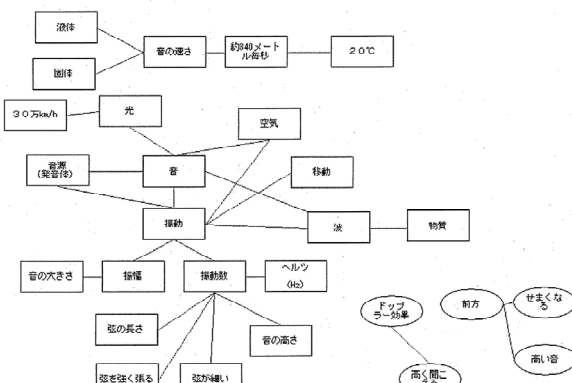 液体
音の速さ
約340メート
ル毎秒
20℃
固体
30万km/h
光
空気
音源
(発音体)
音
移動
振動
波
物質
音の大きさ
振幅
振動数
ヘルツ
(Hz)
弦の長さ
音の高さ
弦を強く張る
弦が細い
ドップ
ラー効果
前方
せまくな
る
高い音
高く聞こ